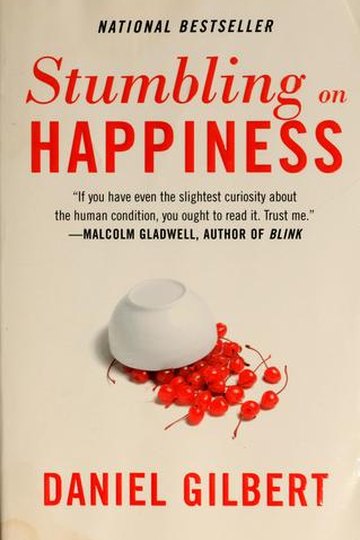 NATIONAL BESTSELLER
Stumbling on
HAPPINESS
“If you have even the slightest curiosity about
the human condition, you ought to read it. Trust me.”
—MALCOLM GLADWELL, AUTHOR OF BLINK
DANIEL GILBERT